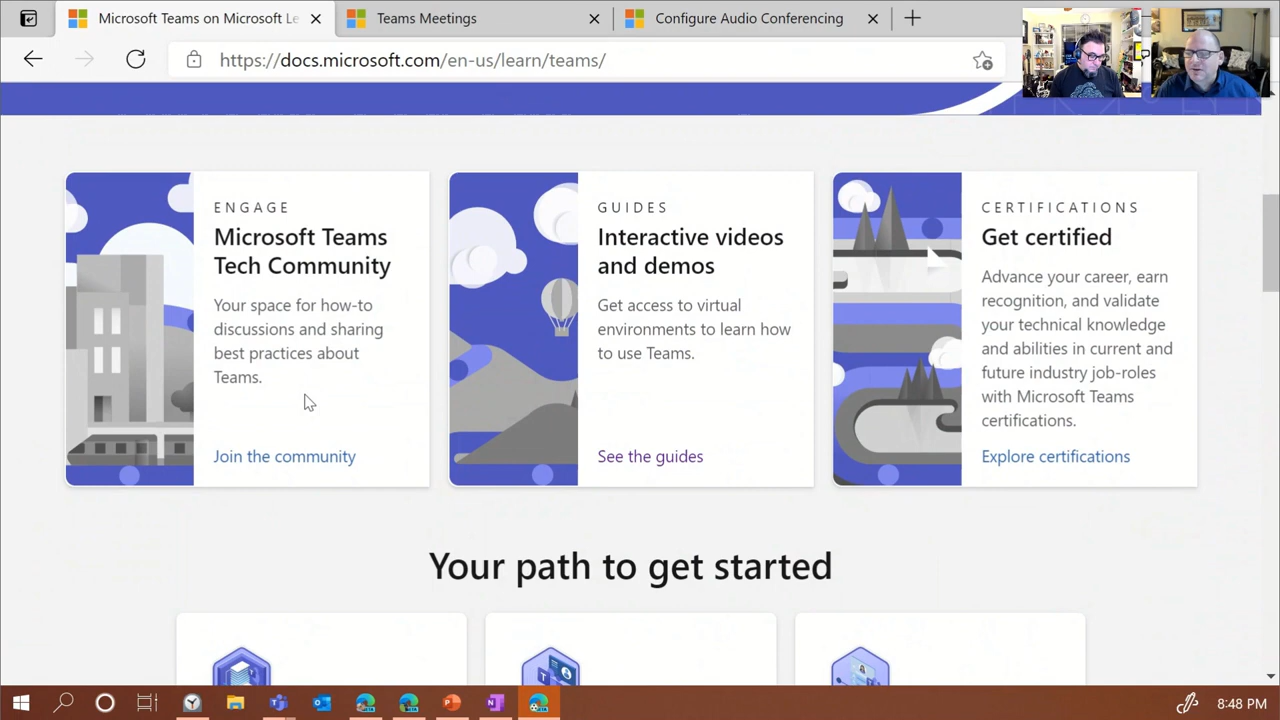 Microsoft Teams on Microsoft Le
Teams Meetings
Configure Audio Conferencing
https://docs.microsoft.com/en-us/learn/teams/
ENGAGE
Microsoft Teams
Tech Community
Your space for how-to
discussions and sharing
best practices about
Teams.
Join the community
GUIDES
Interactive videos
and demos
Get access to virtual
environments to learn how
to use Teams.
See the guides
CERTIFICATIONS
Get certified
Advance your career, earn
recognition, and validate
your technical knowledge
and abilities in current and
future industry job-roles
with Microsoft Teams
certifications.
Explore certifications
Your path to get started
8:48 PM